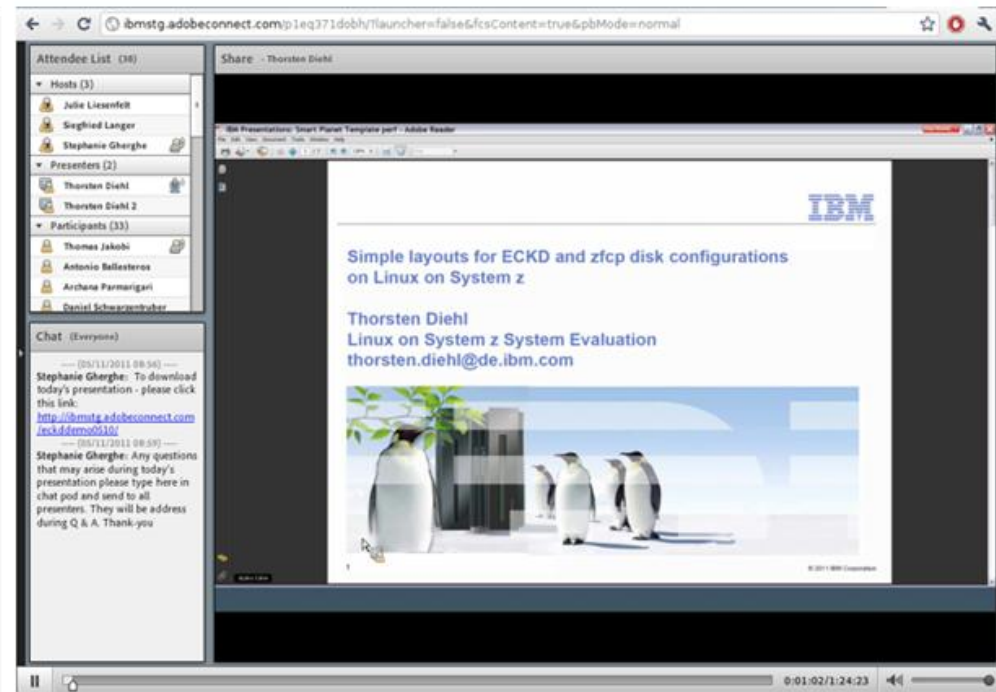 ibmstg.adobeconnect.com/p1eq371dobh/?launcher=false&fcsContent=true&pbMode=normal
Attendee List (38)
Hosts (3)
Julie Liesenfelt
Siegfried Langer
Stephanie Gherghe
Presenters (2)
Thorsten Diehl
Thorsten Diehl 2
Participants (33)
Thomas Jakobi
Antonio Ballesteros
Archana Parmarigari
Daniel Schwarzentruber
Chat (Everyone)
---- (05/11/2011 08:56) ----
Stephanie Gherghe: To download
today's presentation - please click
this link:
http://ibmstg.adobeconnect.com
/eckddemo0510/
---- (05/11/2011 08:59) ----
Stephanie Gherghe: Any questions
that may arise during today's
presentation please type here in
chat pod and send to all
presenters. They will be address
during Q & A. Thank-you
Share - Thorsten Diehl
IBM Presentations: Smart Planet Template perf - Adobe Reader
IBM
Simple layouts for ECKD and zfcp disk configurations
on Linux on System z
Thorsten Diehl
Linux on System z System Evaluation
thorsten.diehl@de.ibm.com
1
© 2011 IBM Corporation
0:01:02/1:24:23